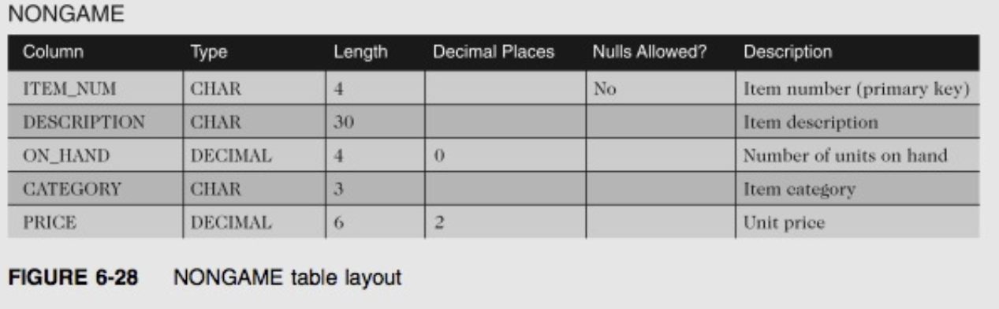 NONGAME
Column Type Length Decimal Places Nulls Allowed? Description
ITEM_NUM CHAR 4 No Item number (primary key)
DESCRIPTION CHAR 30 Item description
ON_HAND DECIMAL 4 0 Number of units on hand
CATEGORY CHAR 3 Item category
PRICE DECIMAL 6 2 Unit price
FIGURE 6-28 NONGAME table layout